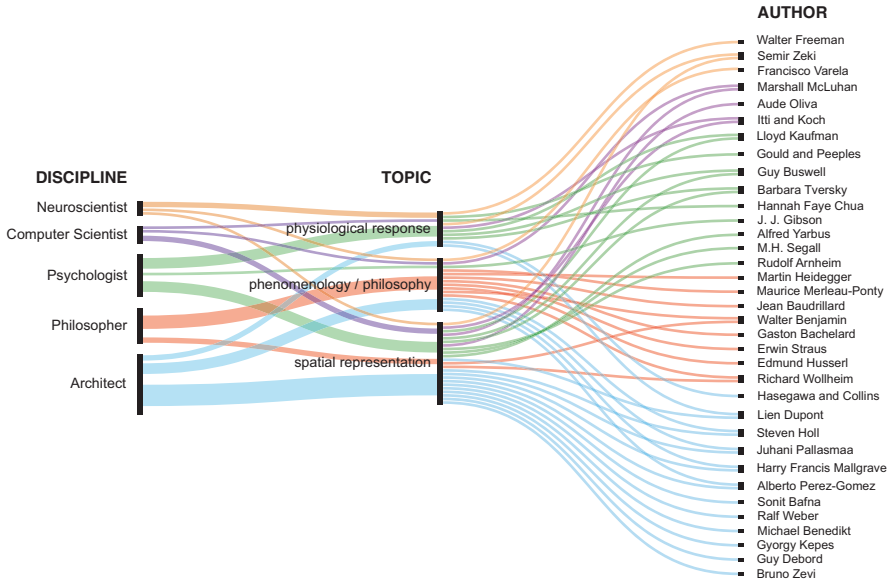 AUTHOR
Walter Freeman
Semir Zeki
Francisco Varela
Marshall McLuhan
Aude Oliva
Itti and Koch
Lloyd Kaufman
Gould and Peeples
Guy Buswell
Barbara Tversky
Hannah Faye Chua
J. J. Gibson
Alfred Yarbus
M.H. Segall
Rudolf Arnheim
Martin Heidegger
Maurice Merleau-Ponty
Jean Baudrillard
Walter Benjamin
Gaston Bachelard
Erwin Straus
Edmund Husserl
Richard Wollheim
Hasegawa and Collins
Lien Dupont
Steven Holl
Juhani Pallasmaa
Harry Francis Mallgrave
Alberto Perez-Gomez
Sonit Bafna
Ralf Weber
Michael Benedikt
Gyorgy Kepes
Guy Debord
Bruno Zevi
DISCIPLINE
Neuroscientist
Computer Scientist
Psychologist
Philosopher
Architect
TOPIC
physiological response
phenomenology / philosophy
spatial representation